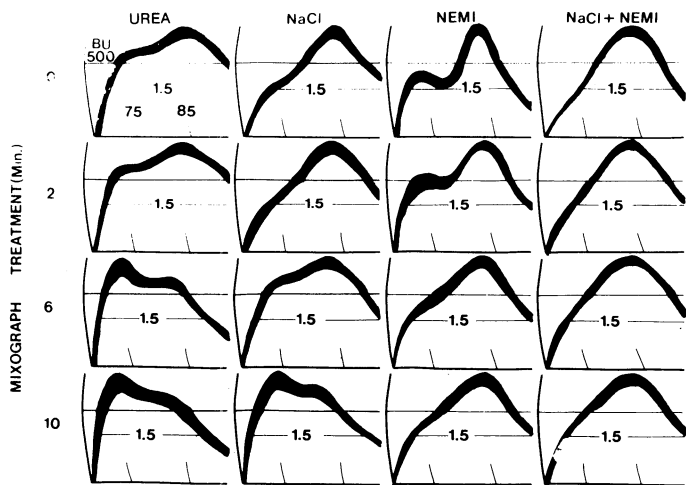 UREA NaCl NEMI NaCl + NEMI
BU
500
1.5 1.5 1.5 1.5
75 85
2 1.5 1.5 1.5 1.5
6 1.5 1.5 1.5 1.5
10 1.5 1.5 1.5 1.5
MIXOGRAPH TREATMENT (Min.)